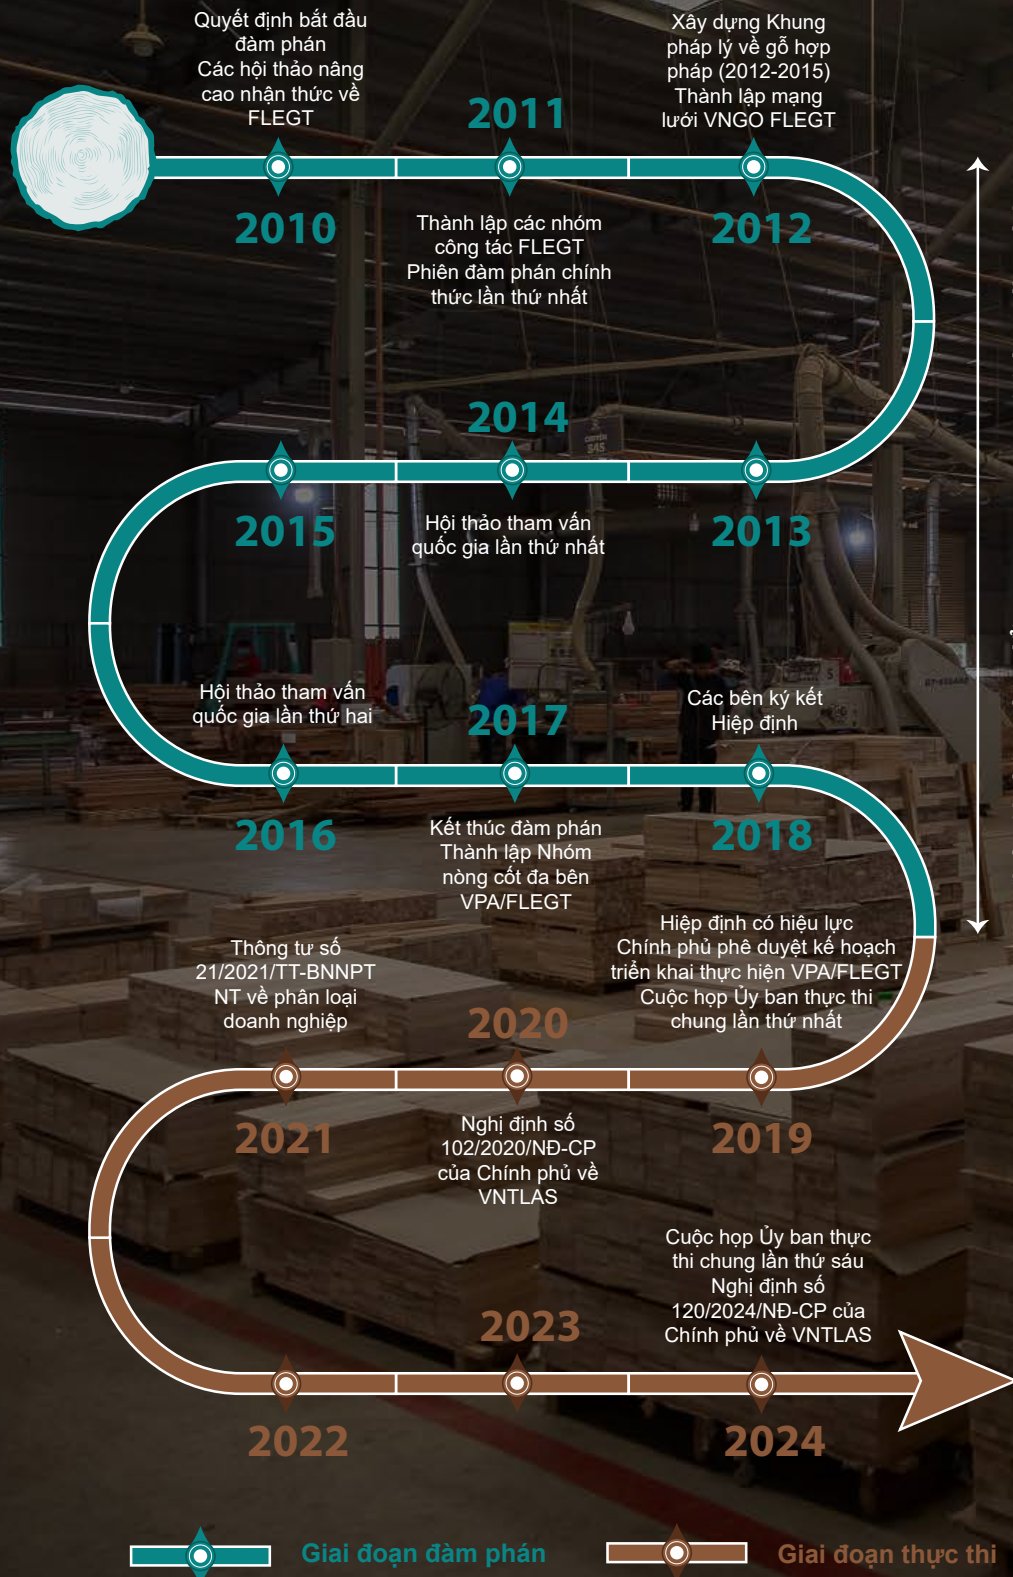 Quyết định bắt đầu
đàm phán
Các hội thảo nâng
cao nhận thức về
FLEGT
2010
2011
Thành lập các nhóm
công tác FLEGT
Phiên đàm phán chính
thức lần thứ nhất
Xây dựng Khung
pháp lý về gỗ hợp
pháp (2012-2015)
Thành lập mạng
lưới VNGO FLEGT
2012
2013
2014
Hội thảo tham vấn
quốc gia lần thứ nhất
2015
Hội thảo tham vấn
quốc gia lần thứ hai
2016
2017
Kết thúc đàm phán
Thành lập Nhóm
nòng cốt đa bên
VPA/FLEGT
Các bên ký kết
Hiệp định
2018
Hiệp định có hiệu lực
Chính phủ phê duyệt kế hoạch
triển khai thực hiện VPA/FLEGT
Cuộc họp Ủy ban thực thi
chung lần thứ nhất
2019
2020
Nghị định số
102/2020/NĐ-CP
của Chính phủ về
VNTLAS
Thông tư số
21/2021/TT-BNNPT
NT về phân loại
doanh nghiệp
2021
2022
2023
Cuộc họp Ủy ban thực
thi chung lần thứ sáu
Nghị định số
120/2024/NĐ-CP của
Chính phủ về VNTLAS
2024
Giai đoạn đàm phán
Giai đoạn thực thi